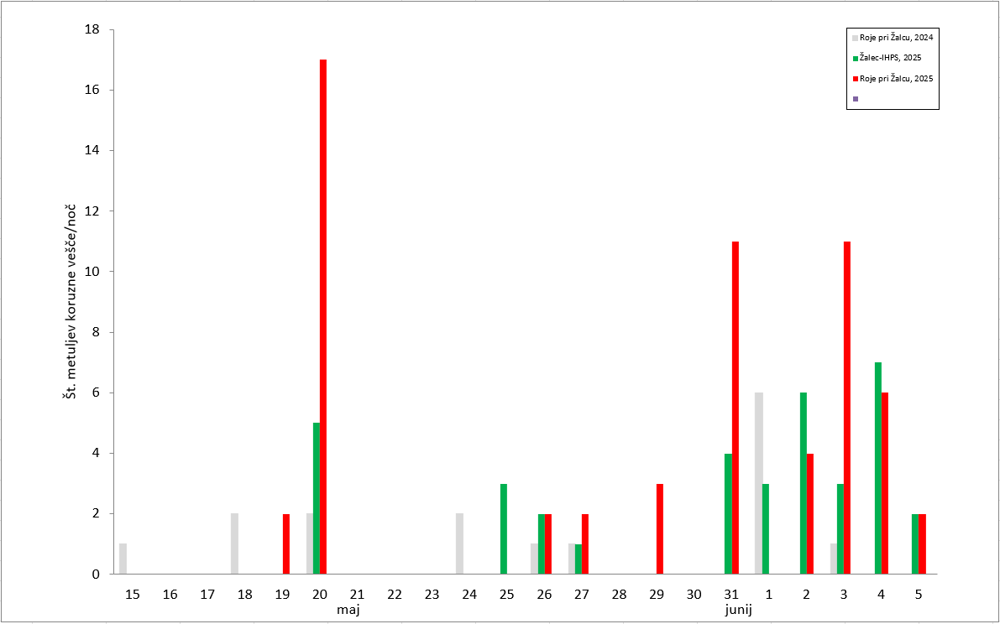 Roje pri Žalcu, 2024
Žalec-IHPS, 2025
Roje pri Žalcu, 2025
Št. metuljev koruzne vešče/noč
18
16
14
12
10
8
6
4
2
0
15 16 17 18 19 20 21 22 23 24 25 26 27 28 29 30 31 1 2 3 4 5
maj junij